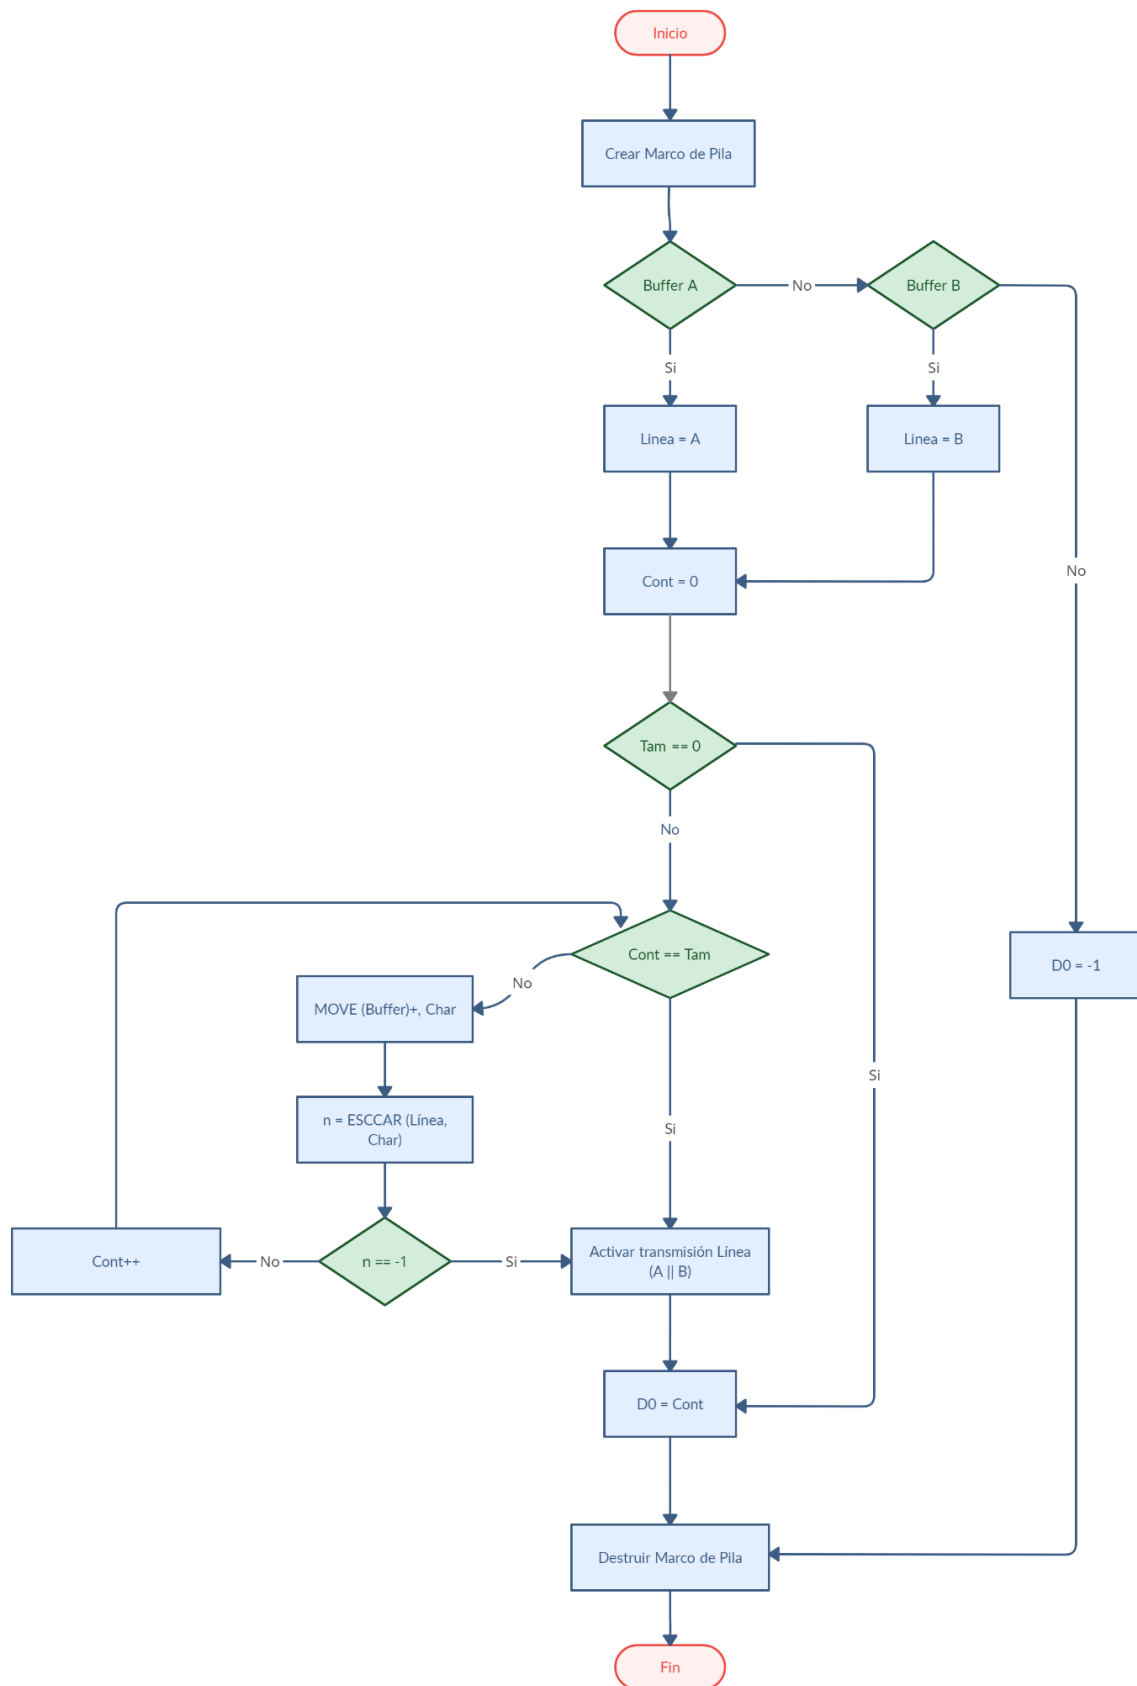 Inicio
Crear Marco de Pila
Buffer A
No
Buffer B
Si
Si
Linea = A
Linea = B
No
Cont = 0
Tam == 0
No
Cont == Tam
D0 = -1
No
MOVE (Buffer)+, Char
Si
n = ESCCAR (Línea,
Char)
Si
Cont++
No
n == -1
Si
Activar transmisión Línea
(A || B)
D0 = Cont
Destruir Marco de Pila
Fin